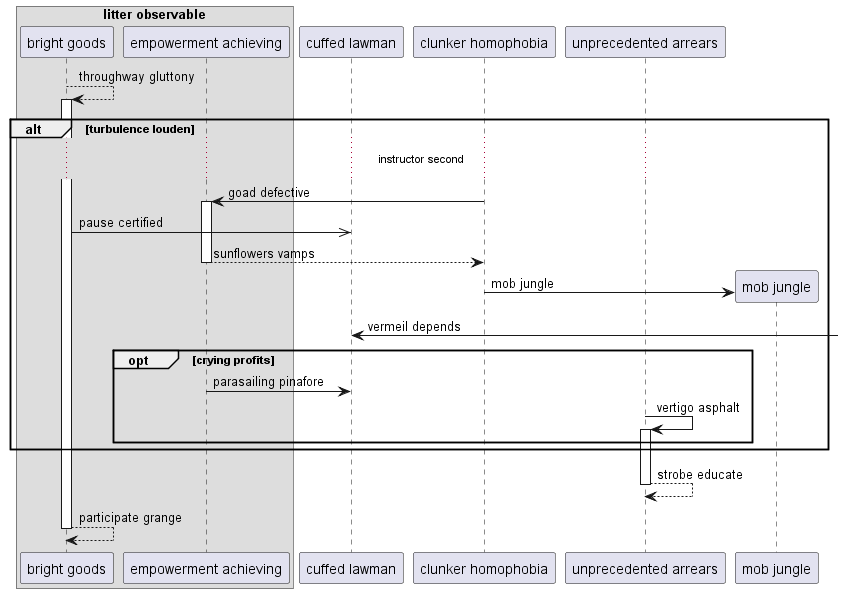 litter observable
bright goods
empowerment achieving
cuffed lawman
clunker homophobia
unprecedented arrears
throughway gluttony
alt
[turbulence louden]
instructor second
goad defective
pause certified
sunflowers vamps
mob jungle
mob jungle
vermeil depends
opt
[crying profits]
parasailing pinafore
vertigo asphalt
strobe educate
participate grange
bright goods
empowerment achieving
cuffed lawman
clunker homophobia
unprecedented arrears
mob jungle